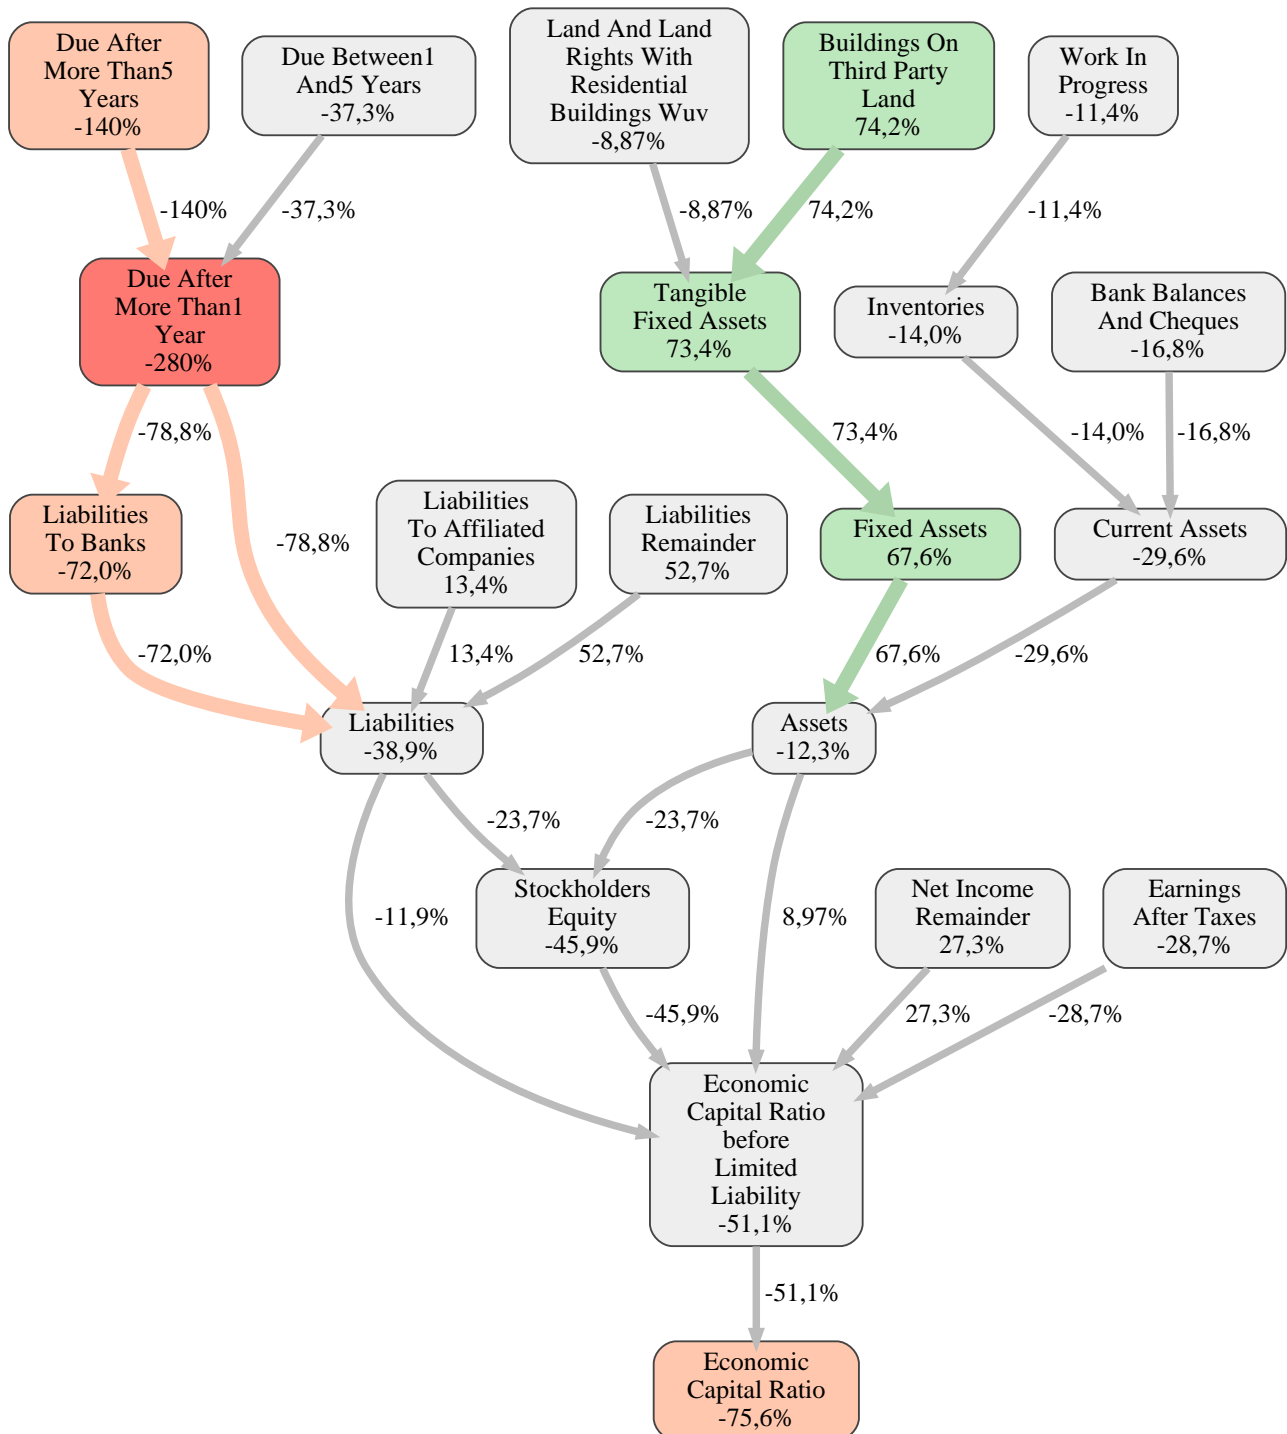 Due After
More Than5
Years
-140%
Due Between1
And5 Years
-37,3%
Land And Land
Rights With
Residential
Buildings Wuv
-8,87%
Buildings On
Third Party
Land
74,2%
Work In
Progress
-11,4%
-140%
-37,3%
-8,87%
74,2%
-11,4%
Due After
More Than1
Year
-280%
Tangible
Fixed Assets
73,4%
Inventories
-14,0%
Bank Balances
And Cheques
-16,8%
-78,8%
-78,8%
73,4%
-14,0%
-16,8%
Liabilities
To Banks
-72,0%
Liabilities
To Affiliated
Companies
13,4%
Liabilities
Remainder
52,7%
Fixed Assets
67,6%
Current Assets
-29,6%
-72,0%
13,4%
52,7%
67,6%
-29,6%
Liabilities
-38,9%
Assets
-12,3%
-23,7%
-23,7%
-11,9%
8,97%
Stockholders
Equity
-45,9%
Net Income
Remainder
27,3%
Earnings
After Taxes
-28,7%
-45,9%
27,3%
-28,7%
Economic
Capital Ratio
before
Limited
Liability
-51,1%
-51,1%
Economic
Capital Ratio
-75,6%